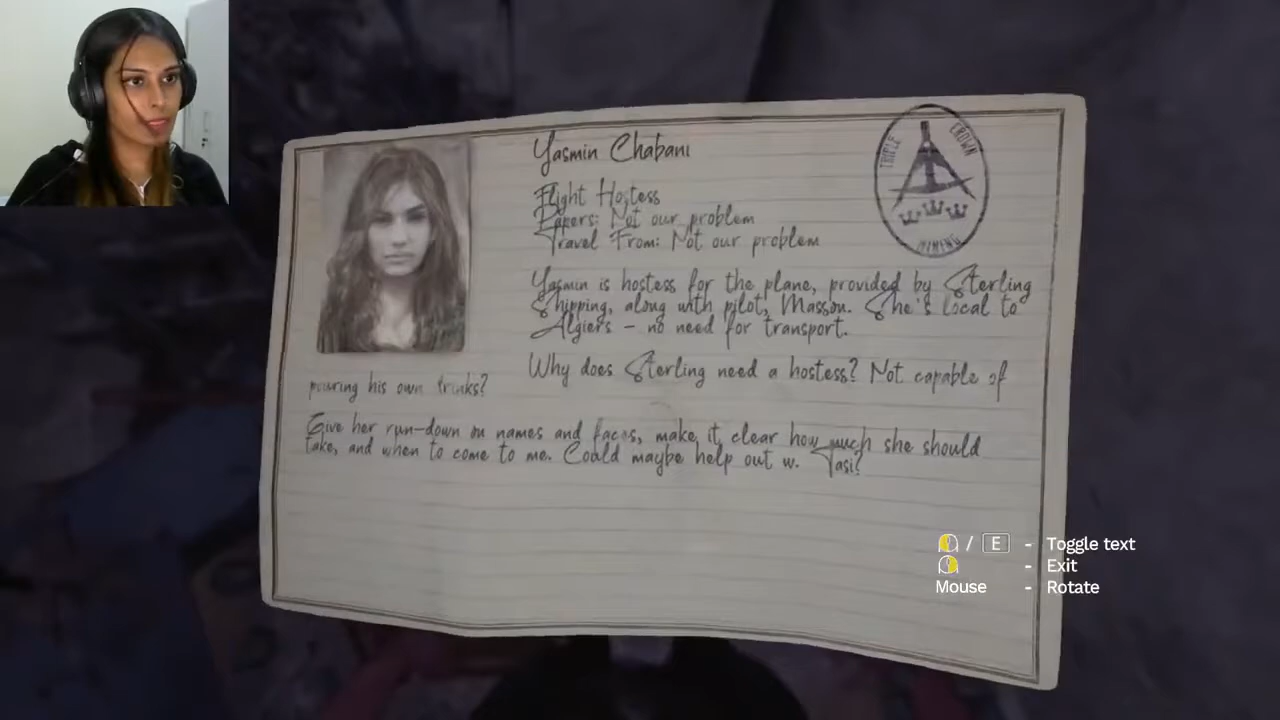 Yasmin Chabani
TRIPLE CROWN
MINING
Flight Hostess
Papers: Not our problem
Travel From: Not our problem
Yasmin is hostess for the plane, provided by Sterling
Shipping, along with pilot, Masson. She's local to
Algiers - no need for transport.
Why does Sterling need a hostess? Not capable of
pouring his own drinks?
Give her run-down on names and faces, make it clear how much she should
take, and when to come to me. Could maybe help out w. Tasi?
/ E - Toggle text
- Exit
Mouse - Rotate